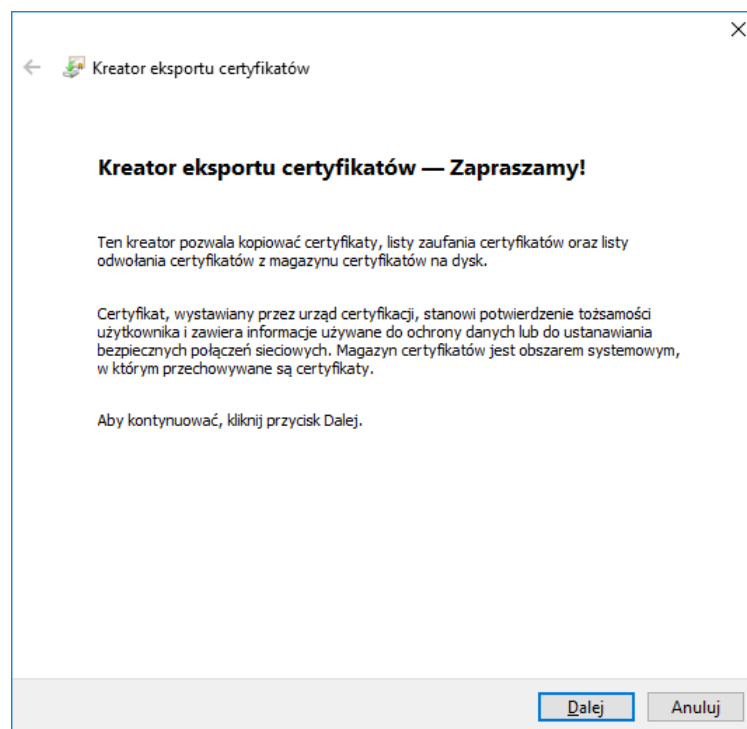 Kreator eksportu certyfikatów
Kreator eksportu certyfikatów — Zapraszamy!
Ten kreator pozwala kopiować certyfikaty, listy zaufania certyfikatów oraz listy
odwołania certyfikatów z magazynu certyfikatów na dysk.
Certyfikat, wystawiany przez urząd certyfikacji, stanowi potwierdzenie tożsamości
użytkownika i zawiera informacje używane do ochrony danych lub do ustanawiania
bezpiecznych połączeń sieciowych. Magazyn certyfikatów jest obszarem systemowym,
w którym przechowywane są certyfikaty.
Aby kontynuować, kliknij przycisk Dalej.
Dalej
Anuluj